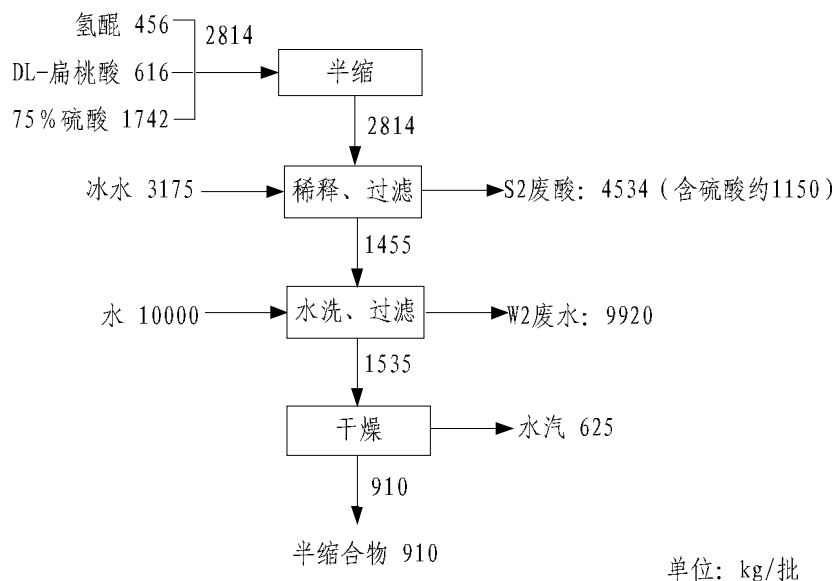 氢醌 456
2814
DL-扁桃酸 616
半缩
75%硫酸 1742
2814
冰水 3175
稀释、过滤
S2废酸: 4534（含硫酸约1150）
1455
水 10000
水洗、过滤
W2废水: 9920
1535
干燥
水汽 625
910
半缩合物 910
单位: kg/批